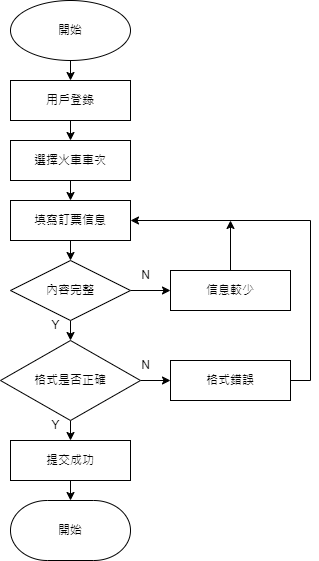 開始
用戶登錄
選擇火車車次
填寫訂票信息
內容完整
N
信息較少
Y
格式是否正確
N
格式錯誤
Y
提交成功
開始